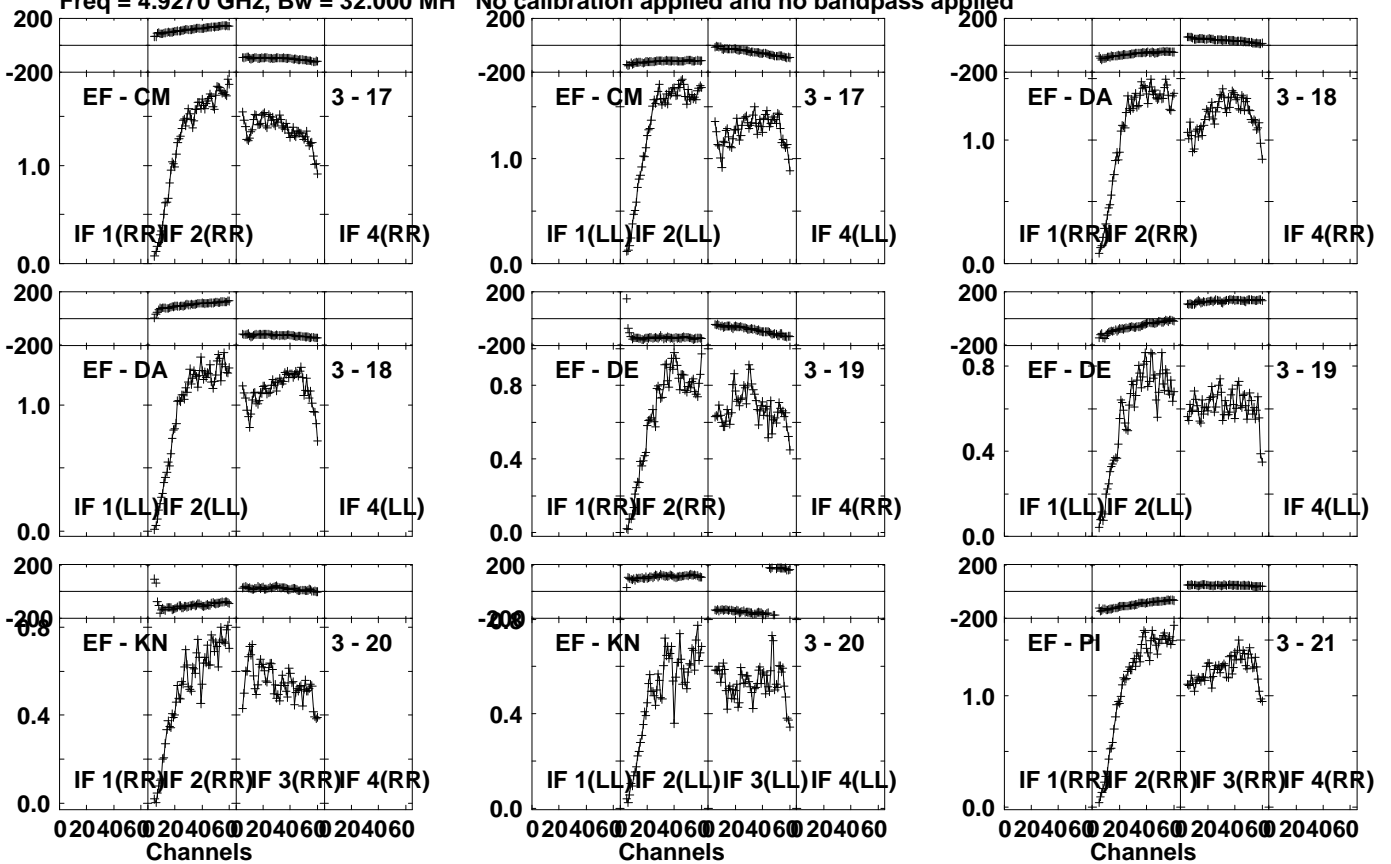 Freq = 4.9270 GHz, Bw = 32.000 MH No calibration applied and no bandpass applied
200
-200
EF - CM
3 - 17
1.0
IF 1(RR) IF 2(RR) IF 4(RR)
0.0
200
-200
EF - CM
3 - 17
1.0
IF 1(LL) IF 2(LL) IF 4(LL)
0.0
200
-200
EF - DA
3 - 18
1.0
IF 1(RR) IF 2(RR) IF 4(RR)
0.0
200
-200
EF - DA
3 - 18
1.0
IF 1(LL) IF 2(LL) IF 4(LL)
0.0
200
-200
EF - DE
3 - 19
0.8
0.4
IF 1(RR) IF 2(RR) IF 4(RR)
0.0
200
-200
0.8
EF - DE
3 - 19
0.4
IF 1(LL) IF 2(LL) IF 4(LL)
0.0
200
-200
0.8
EF - KN
3 - 20
0.4
IF 1(RR) IF 2(RR) IF 3(RR) IF 4(RR)
0.0
0 20 40 60 0 20 40 60 0 20 40 60 0 20 40 60
Channels
200
-200
0.8
EF - KN
3 - 20
0.4
IF 1(LL) IF 2(LL) IF 3(LL) IF 4(LL)
0.0
0 20 40 60 0 20 40 60 0 20 40 60 0 20 40 60
Channels
200
-200
EF - PI
3 - 21
1.0
IF 1(RR) IF 2(RR) IF 3(RR) IF 4(RR)
0.0
0 20 40 60 0 20 40 60 0 20 40 60 0 20 40 60
Channels